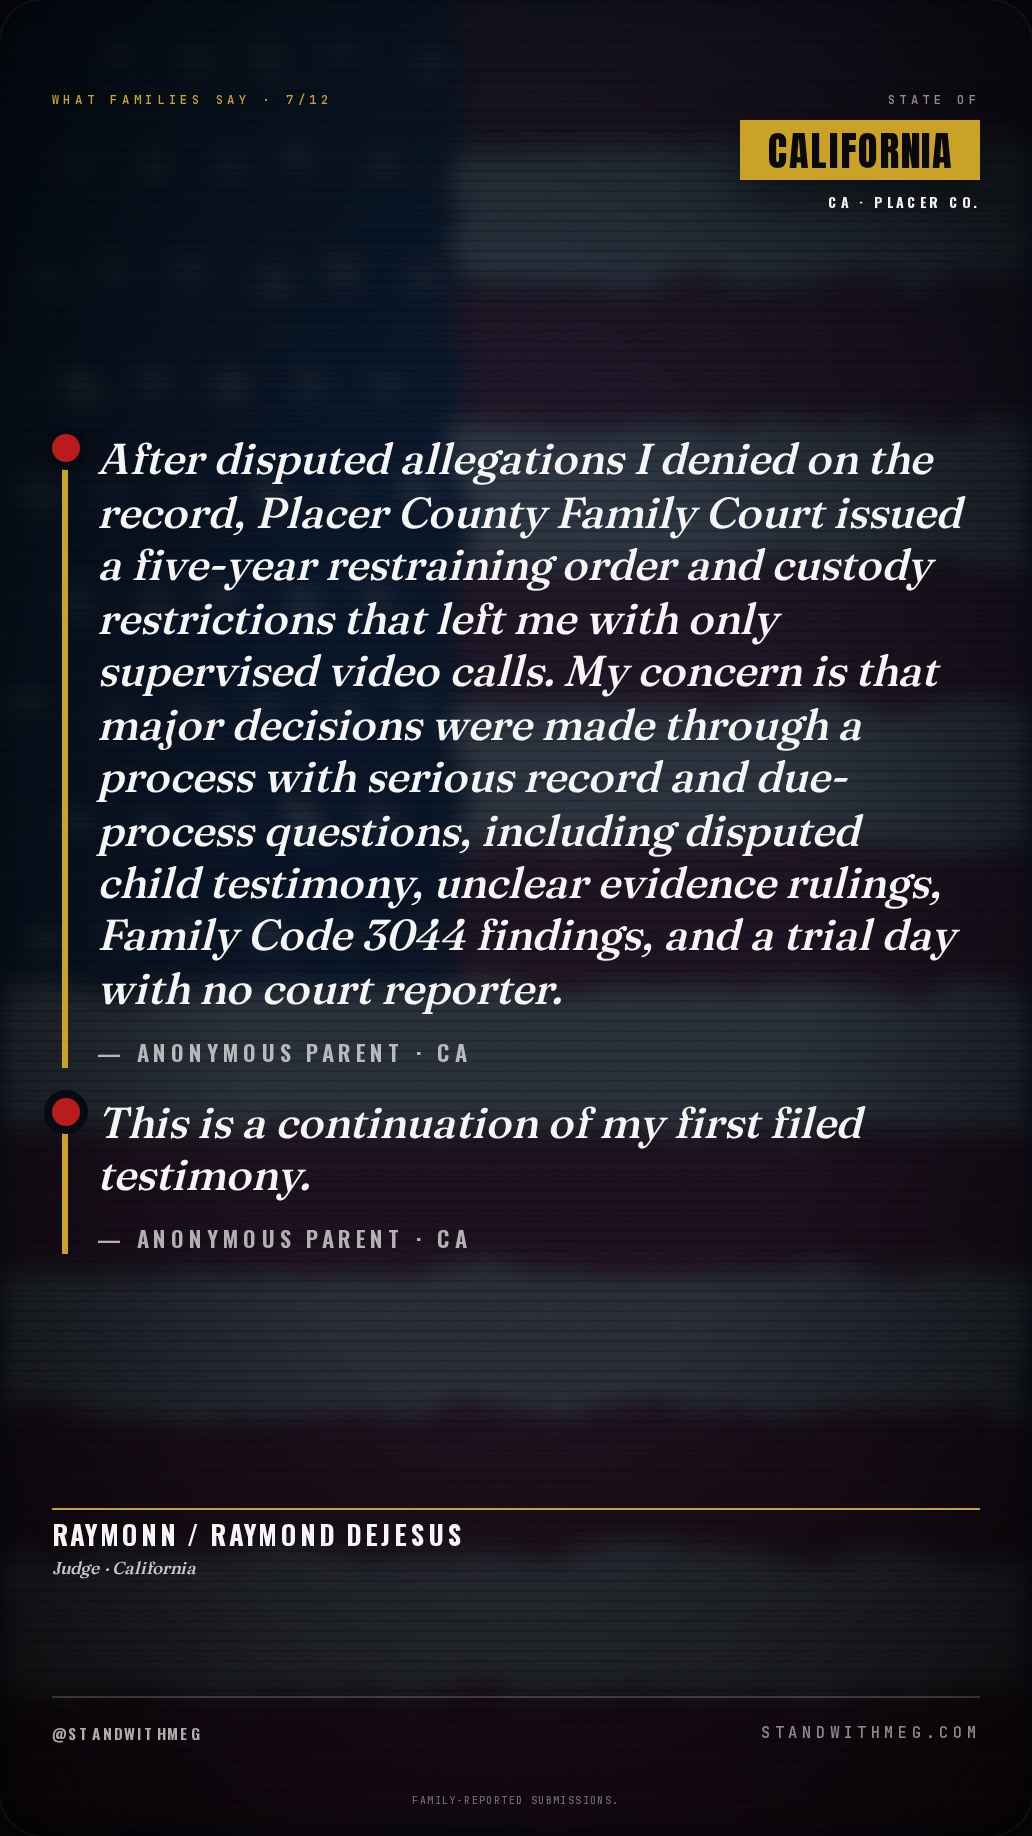 WHAT FAMILIES SAY · 7/12
STATE OF
CALIFORNIA
CA · PLACER CO.
After disputed allegations I denied on the
record, Placer County Family Court issued
a five-year restraining order and custody
restrictions that left me with only
supervised video calls. My concern is that
major decisions were made through a
process with serious record and due-
process questions, including disputed
child testimony, unclear evidence rulings,
Family Code 3044 findings, and a trial day
with no court reporter.
— ANONYMOUS PARENT · CA
This is a continuation of my first filed
testimony.
— ANONYMOUS PARENT · CA
RAYMONN / RAYMOND DEJESUS
Judge · California
@STANDWITHMEG
STANDWITHMEG.COM
FAMILY-REPORTED SUBMISSIONS.